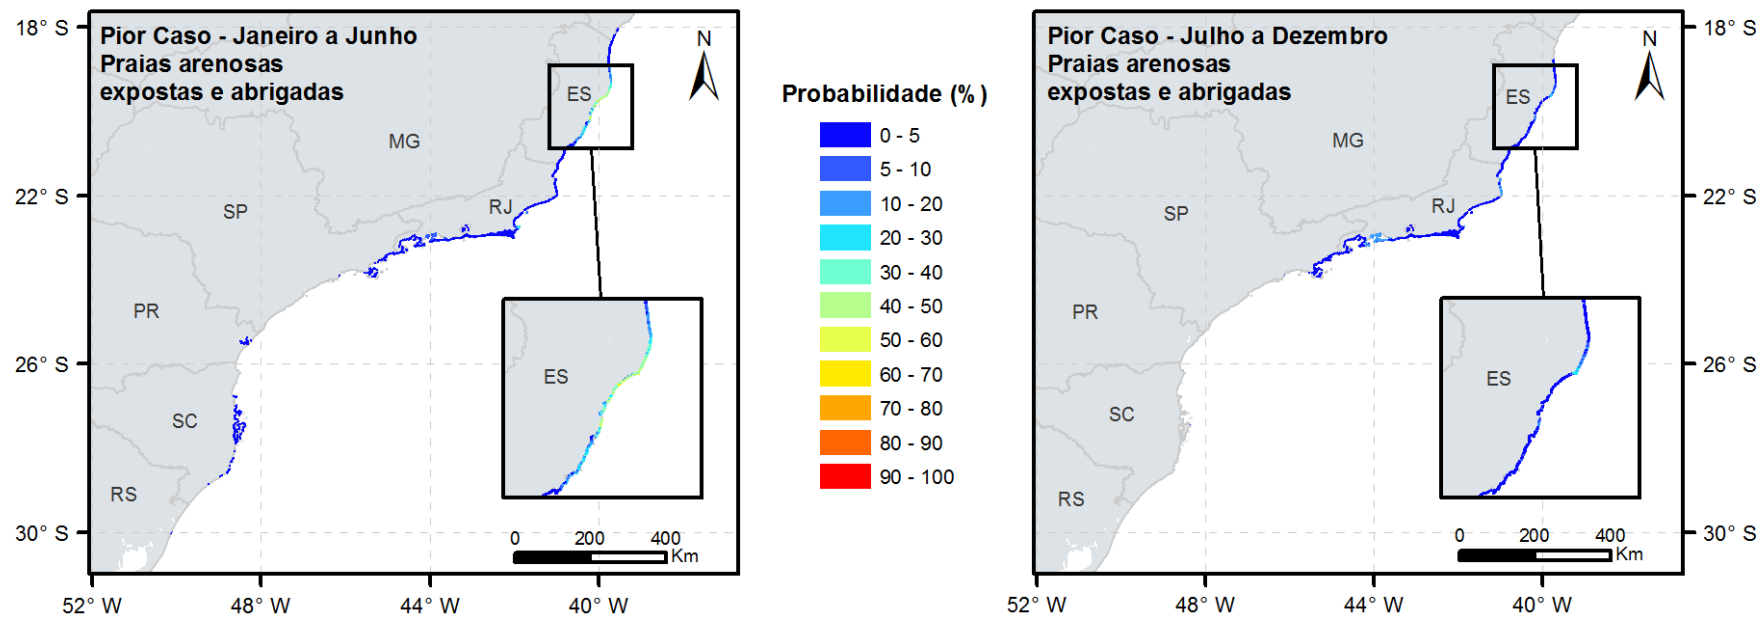 Pior Caso - Janeiro a Junho
Praias arenosas
expostas e abrigadas
N
ES
MG
SP
RJ
PR
SC
RS
ES
0 200 400
Km
18° S
22° S
26° S
30° S
52° W
48° W
44° W
40° W
Probabilidade (%)
0 - 5
5 - 10
10 - 20
20 - 30
30 - 40
40 - 50
50 - 60
60 - 70
70 - 80
80 - 90
90 - 100
Pior Caso - Julho a Dezembro
Praias arenosas
expostas e abrigadas
N
ES
MG
SP
RJ
PR
SC
RS
ES
0 200 400
Km
18° S
22° S
26° S
30° S
52° W
48° W
44° W
40° W